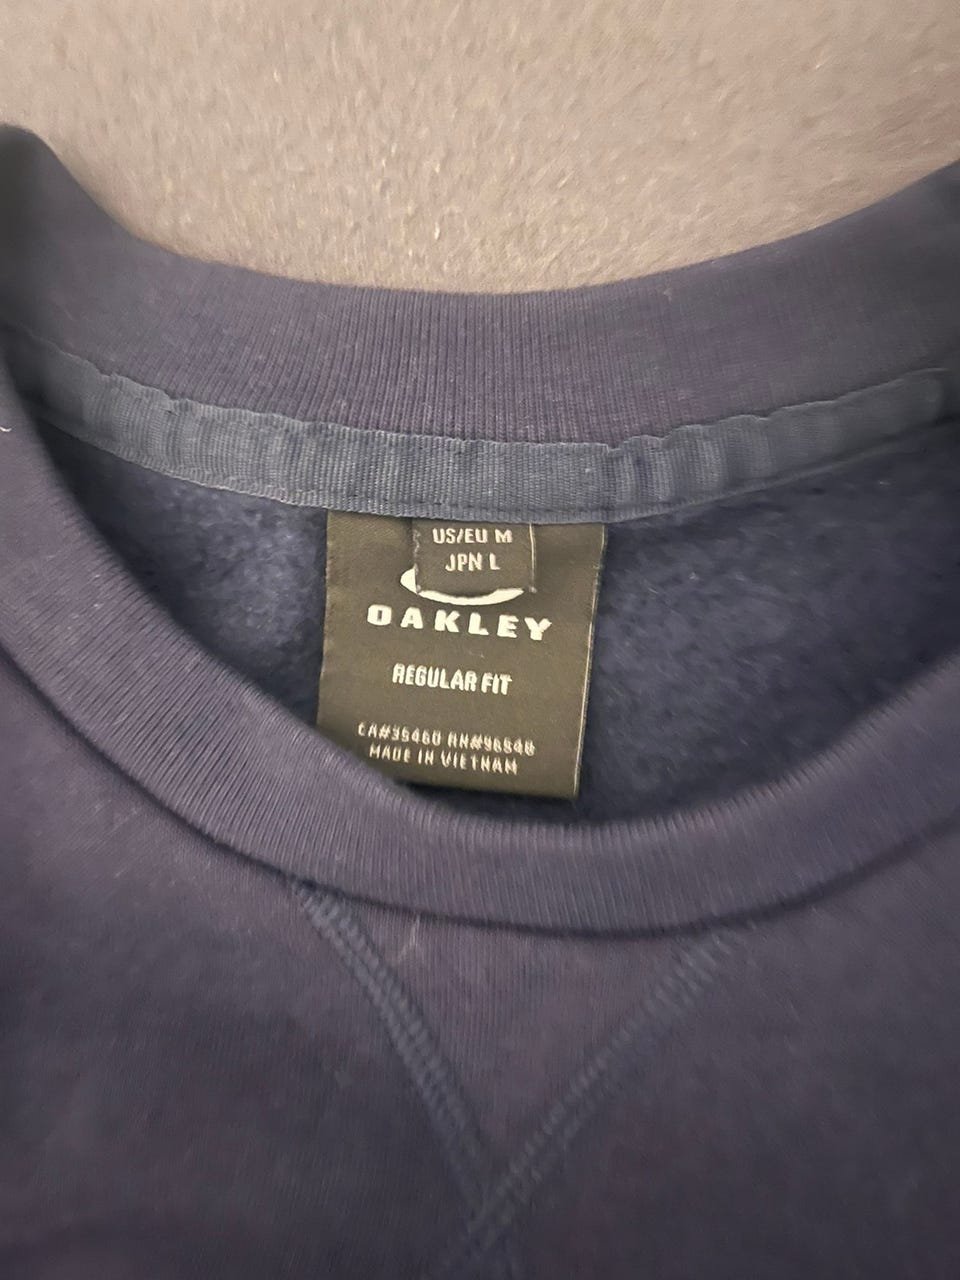 US/EU M
JPN L
OAKLEY
REGULAR FIT
CA#35460 RN#96548
MADE IN VIETNAM